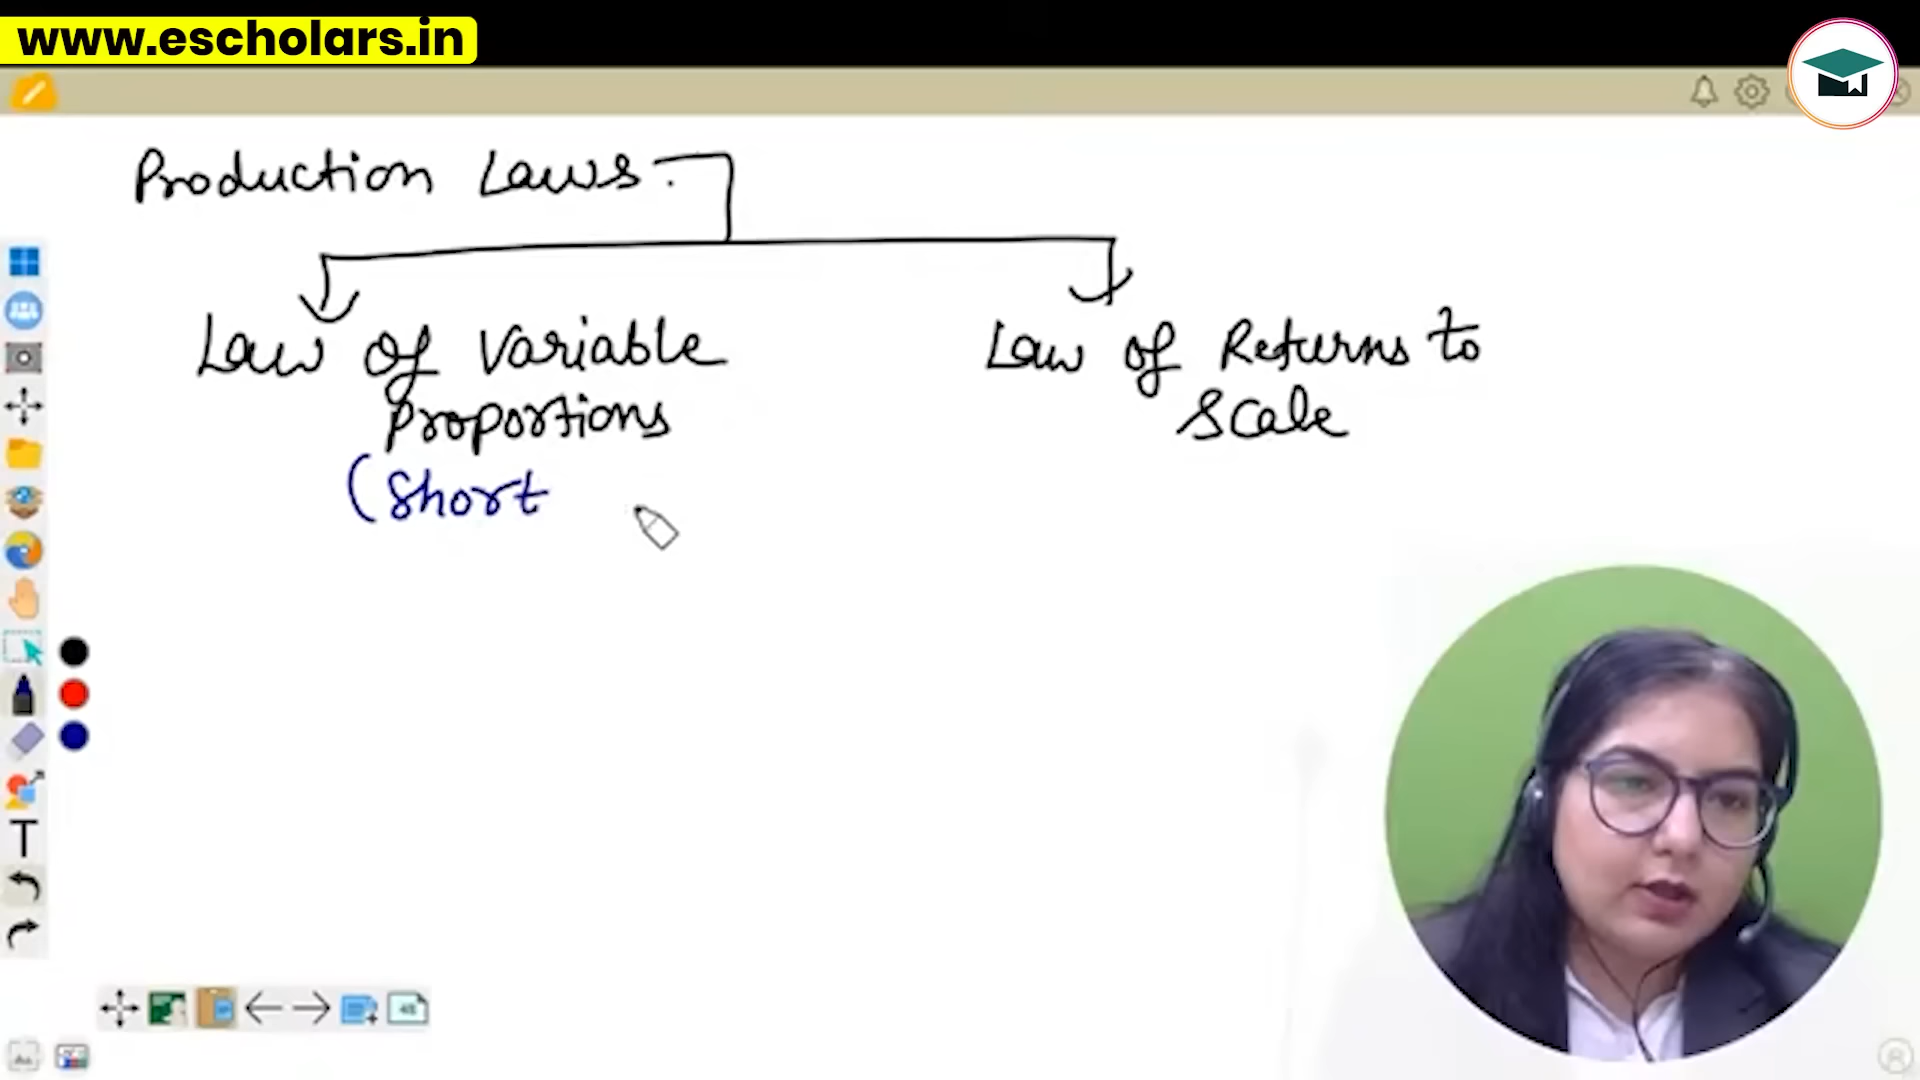 www.escholars.in
Production Laws.
Law of Variable
Proportions
(Short
Law of Returns to
Scale
T